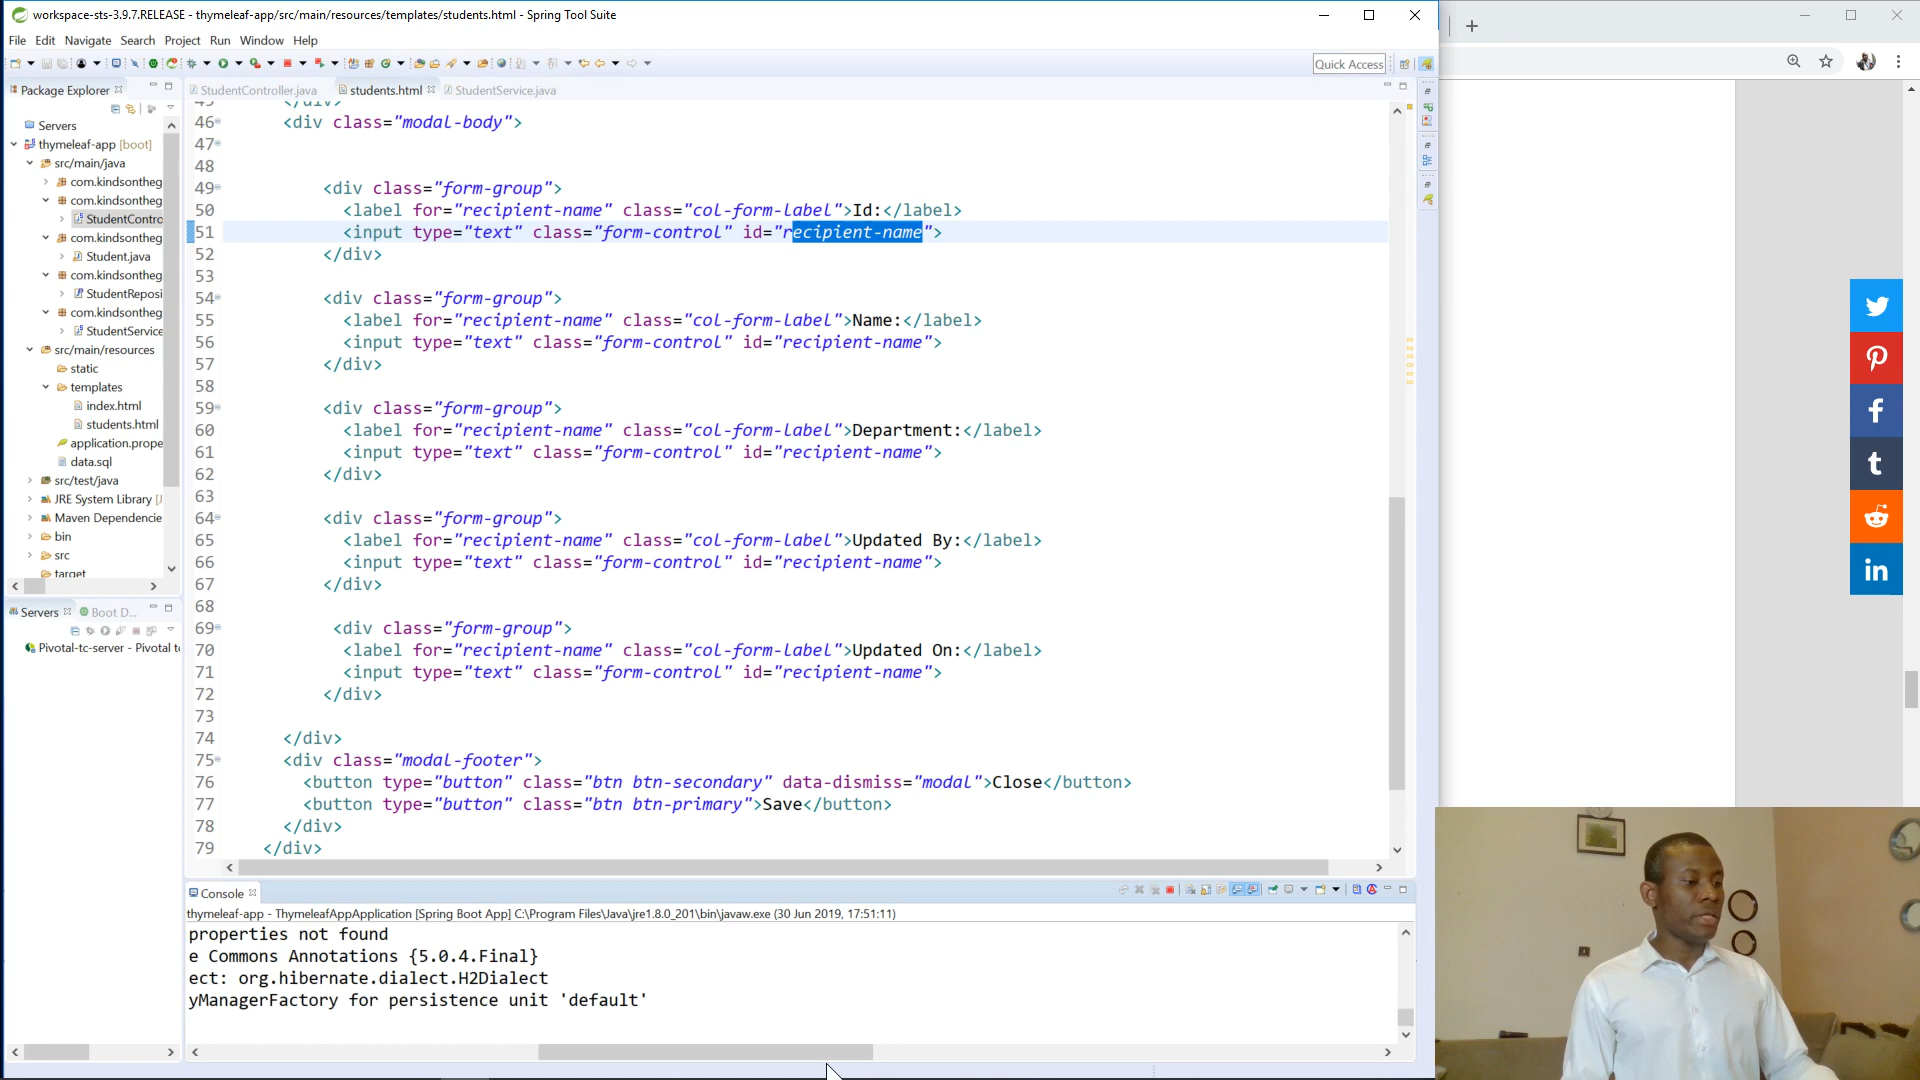 workspace-sts-3.9.7.RELEASE - thymeleaf-app/src/main/resources/templates/students.html - Spring Tool Suite
File Edit Navigate Search Project Run Window Help
Quick Access
Package Explorer
StudentController.java
students.html
StudentService.java
Servers
thymeleaf-app [boot]
src/main/java
com.kindsontheg
com.kindsontheg
StudentContro
com.kindsontheg
Student.java
com.kindsontheg
StudentReposi
com.kindsontheg
StudentService
src/main/resources
static
templates
index.html
students.html
application.prope
data.sql
src/test/java
JRE System Library [J
Maven Dependencie
bin
src
target
Servers
Boot D...
Pivotal-tc-server - Pivotal t
45 </div>
46 <div class="modal-body">
47
48
49 <div class="form-group">
50 <label for="recipient-name" class="col-form-label">Id:</label>
51 <input type="text" class="form-control" id="recipient-name">
52 </div>
53
54 <div class="form-group">
55 <label for="recipient-name" class="col-form-label">Name:</label>
56 <input type="text" class="form-control" id="recipient-name">
57 </div>
58
59 <div class="form-group">
60 <label for="recipient-name" class="col-form-label">Department:</label>
61 <input type="text" class="form-control" id="recipient-name">
62 </div>
63
64 <div class="form-group">
65 <label for="recipient-name" class="col-form-label">Updated By:</label>
66 <input type="text" class="form-control" id="recipient-name">
67 </div>
68
69 <div class="form-group">
70 <label for="recipient-name" class="col-form-label">Updated On:</label>
71 <input type="text" class="form-control" id="recipient-name">
72 </div>
73
74 </div>
75 <div class="modal-footer">
76 <button type="button" class="btn btn-secondary" data-dismiss="modal">Close</button>
77 <button type="button" class="btn btn-primary">Save</button>
78 </div>
79 </div>
Console
thymeleaf-app - ThymeleafAppApplication [Spring Boot App] C:\Program Files\Java\jre1.8.0_201\bin\javaw.exe (30 Jun 2019, 17:51:11)
properties not found
e Commons Annotations {5.0.4.Final}
ect: org.hibernate.dialect.H2Dialect
yManagerFactory for persistence unit 'default'